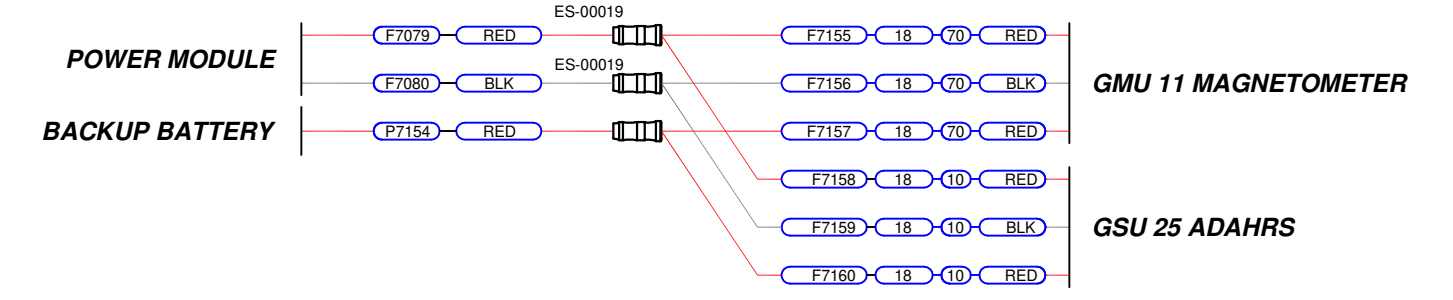 ES-00019
F7079 RED F7155 18 70 RED
POWER MODULE
ES-00019
F7080 BLK F7156 18 70 BLK
GMU 11 MAGNETOMETER
BACKUP BATTERY
P7154 RED F7157 18 70 RED
F7158 18 10 RED
F7159 18 10 BLK
GSU 25 ADAHRS
F7160 18 10 RED